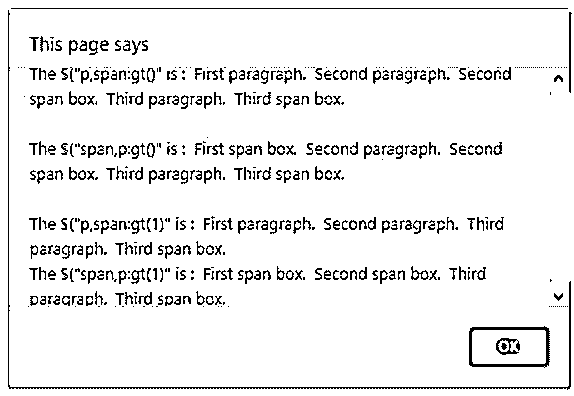 This page says
The $("p,span:gt()" is : First paragraph. Second paragraph. Second
span box. Third paragraph. Third span box.
The $("span,p:gt()" is : First span box. Second paragraph. Second
span box. Third paragraph. Third span box.
The $("p,span:gt(1)" is : First paragraph. Second paragraph. Third
paragraph. Third span box.
The $("span,p:gt(1)" is : First span box. Second span box. Third
paragraph. Third span box.
OK